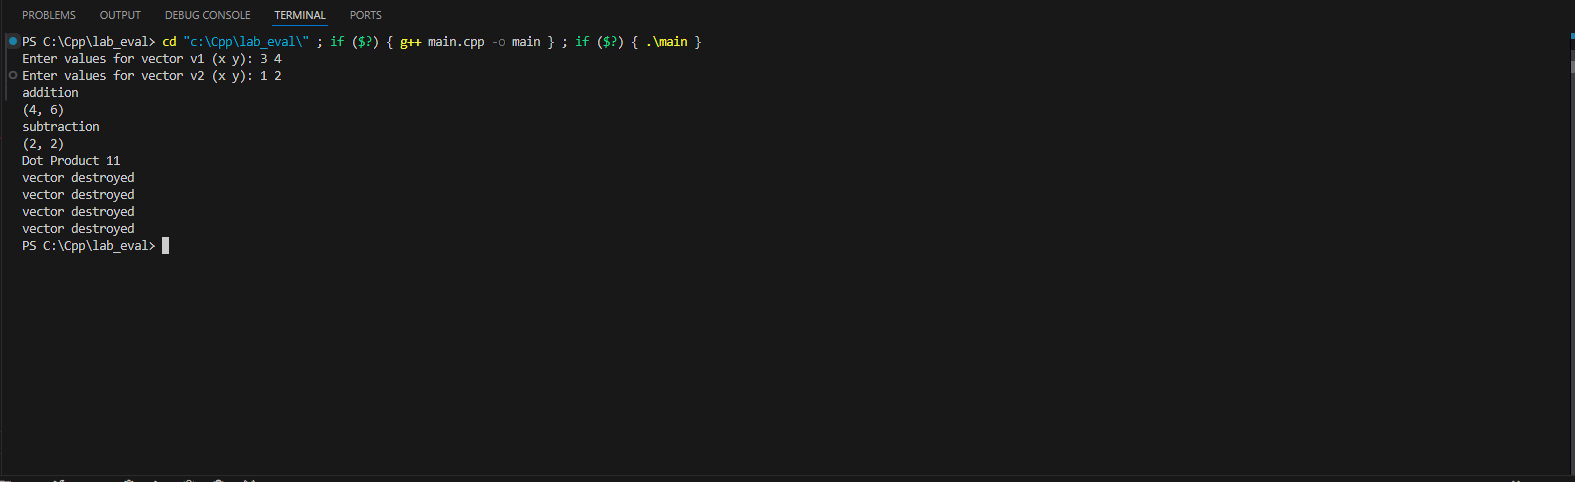 PROBLEMS OUTPUT DEBUG CONSOLE TERMINAL PORTS
PS C:\Cpp\lab_eval> cd "c:\Cpp\lab_eval\" ; if ($?) { g++ main.cpp -o main } ; if ($?) { .\main }
Enter values for vector v1 (x y): 3 4
Enter values for vector v2 (x y): 1 2
addition
(4, 6)
subtraction
(2, 2)
Dot Product 11
vector destroyed
vector destroyed
vector destroyed
vector destroyed
PS C:\Cpp\lab_eval>